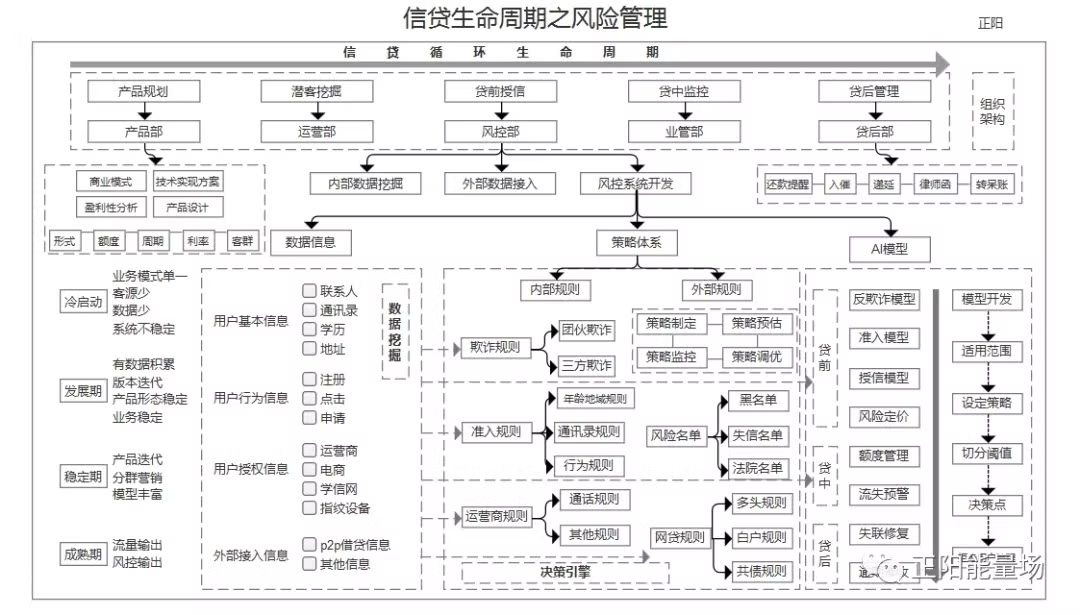 信贷生命周期之风险管理
正阳
信贷循环生命周期
产品规划
潜客挖掘
贷前授信
贷中监控
贷后管理
组织
架构
产品部
运营部
风控部
业管部
贷后部
商业模式
技术实现方案
盈利性分析
产品设计
形式
额度
周期
利率
客群
内部数据挖掘
外部数据接入
风控系统开发
还款提醒
入催
递延
律师函
转呆账
数据信息
策略体系
AI模型
冷启动
业务模式单一
客源少
数据少
系统不稳定
发展期
有数据积累
版本迭代
产品形态稳定
业务稳定
稳定期
产品迭代
分群营销
模型丰富
成熟期
流量输出
风控输出
用户基本信息
联系人
通讯录
学历
地址
用户行为信息
注册
点击
申请
用户授权信息
运营商
电商
学信网
指纹设备
外部接入信息
p2p借贷信息
其他信息
数据挖掘
内部规则
外部规则
欺诈规则
团伙欺诈
三方欺诈
策略制定
策略预估
策略监控
策略调优
准入规则
年龄地域规则
通讯录规则
行为规则
风险名单
黑名单
失信名单
法院名单
运营商规则
通话规则
其他规则
网贷规则
多头规则
白户规则
共债规则
决策引擎
贷前
贷中
贷后
反欺诈模型
准入模型
授信模型
风险定价
额度管理
流失预警
失联修复
模型开发
适用范围
设定策略
切分阈值
决策点
正阳能量场